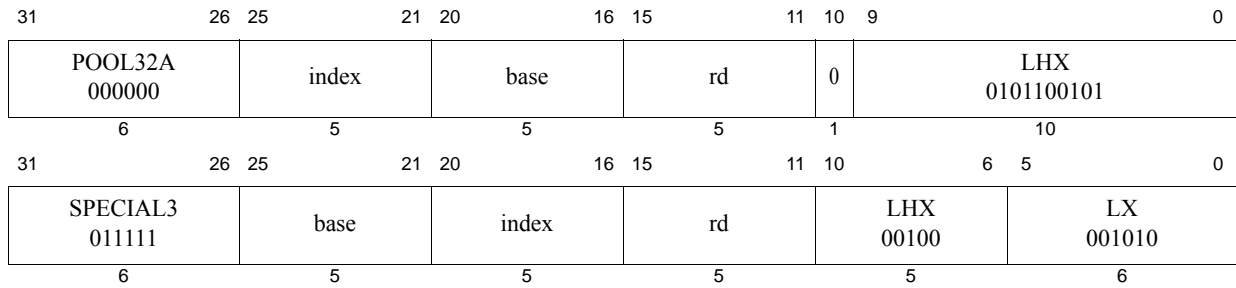 31 26 25 21 20 16 15 11 10 9 0
POOL32A index base rd 0 LHX
000000 0101100101
6 5 5 5 1 10
31 26 25 21 20 16 15 11 10 6 5 0
SPECIAL3 base index rd LHX LX
011111 00100 001010
6 5 5 5 5 6